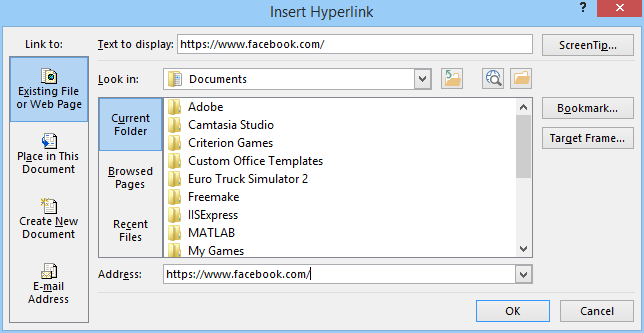 Insert Hyperlink
?
Link to:
Text to display: https://www.facebook.com/
ScreenTip...
Existing File
or Web Page
Place in This
Document
Create New
Document
E-mail
Address
Look in: Documents
Current
Folder
Browsed
Pages
Recent
Files
Adobe
Camtasia Studio
Criterion Games
Custom Office Templates
Euro Truck Simulator 2
Freemake
IISExpress
MATLAB
My Games
Bookmark...
Target Frame...
Address: https://www.facebook.com/
OK
Cancel